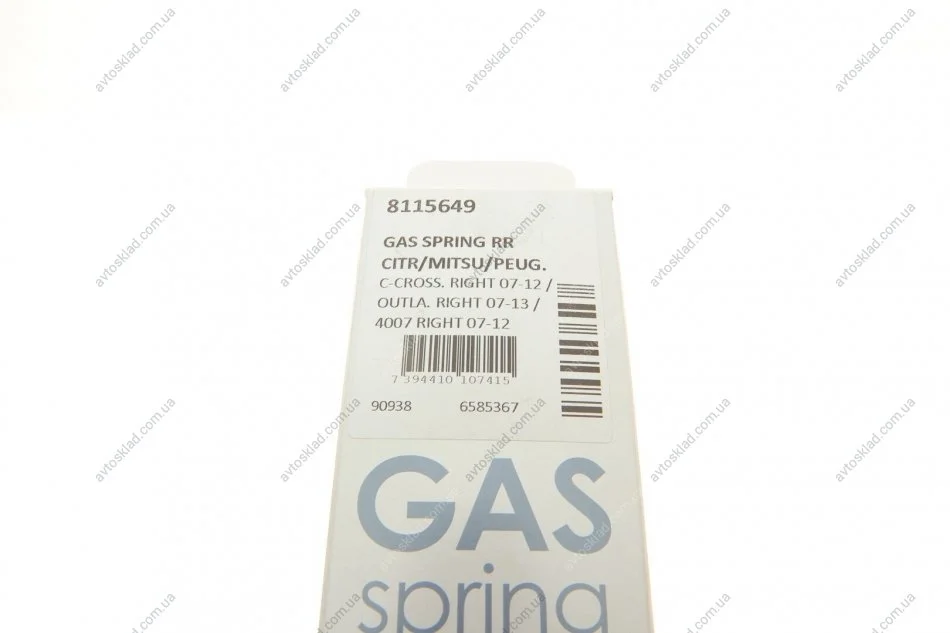 8115649
GAS SPRING RR
CITR/MITSU/PEUG.
C-CROSS. RIGHT 07-12 /
OUTLA. RIGHT 07-13 /
4007 RIGHT 07-12
7 394410 107415
90938 6585367
GAS
spring
avtosklad.com.ua